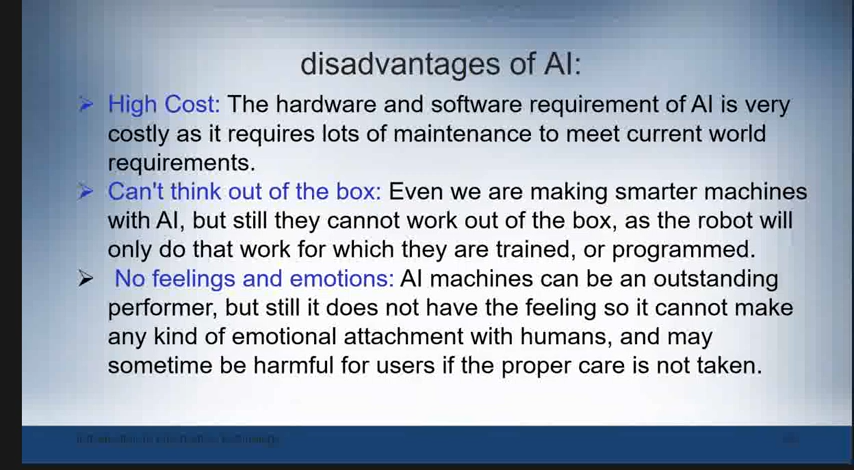 disadvantages of AI:
➢ High Cost: The hardware and software requirement of AI is very
costly as it requires lots of maintenance to meet current world
requirements.
➢ Can't think out of the box: Even we are making smarter machines
with AI, but still they cannot work out of the box, as the robot will
only do that work for which they are trained, or programmed.
➢ No feelings and emotions: AI machines can be an outstanding
performer, but still it does not have the feeling so it cannot make
any kind of emotional attachment with humans, and may
sometime be harmful for users if the proper care is not taken.